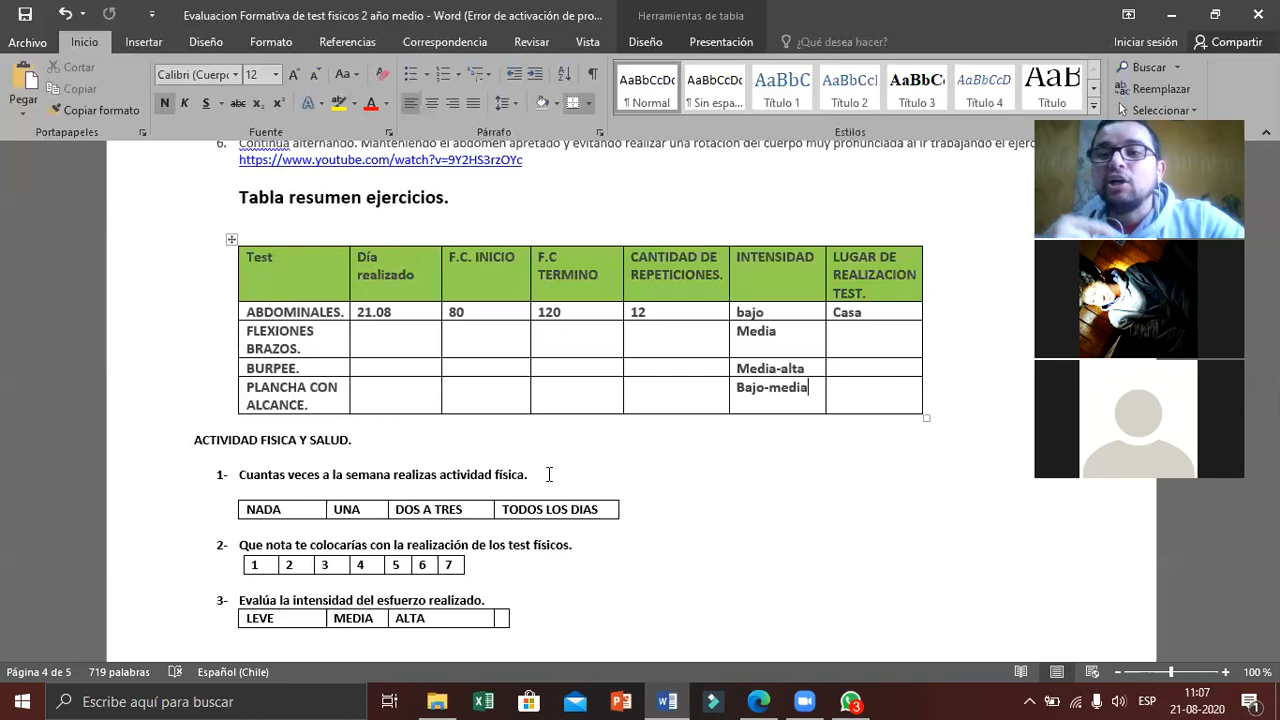 Evaluacion Formativa de test fisicos 2 año medio - Word (Error de activación de pro...
Herramientas de tabla
Archivo Inicio Insertar Diseño Formato Referencias Correspondencia Revisar Vista Diseño Presentación ¿Qué desea hacer? Iniciar sesión Compartir
Pegar
Cortar
Copiar
Copiar formato
Portapapeles
Calibri (Cuerpo 12
N K S abc x₂ x² A
Fuente
Párrafo
AaBbCcDc AaBbCcDc AaBbC AaBbCcI AaBbCc AaBbCcD AaB
¶ Normal ¶ Sin espa... Título 1 Título 2 Título 3 Título 4 Título
Estilos
Buscar
Reemplazar
Seleccionar
6. Continua alternando. Manteniendo el abdomen apretado y evitando realizar una rotación del cuerpo muy pronunciada al ir trabajando el ejer
https://www.youtube.com/watch?v=9Y2HS3rzOYc
Tabla resumen ejercicios.
Test Día realizado F.C. INICIO F.C TERMINO CANTIDAD DE REPETICIONES. INTENSIDAD LUGAR DE REALIZACION TEST.
ABDOMINALES. 21.08 80 120 12 bajo Casa
FLEXIONES BRAZOS. Media
BURPEE. Media-alta
PLANCHA CON ALCANCE. Bajo-media
ACTIVIDAD FISICA Y SALUD.
1- Cuantas veces a la semana realizas actividad física.
NADA UNA DOS A TRES TODOS LOS DIAS
2- Que nota te colocarías con la realización de los test físicos.
1 2 3 4 5 6 7
3- Evalúa la intensidad del esfuerzo realizado.
LEVE MEDIA ALTA
Página 4 de 5 719 palabras Español (Chile) 100 %
Escribe aquí para buscar
3
ESP
11:07
21-08-2020
1